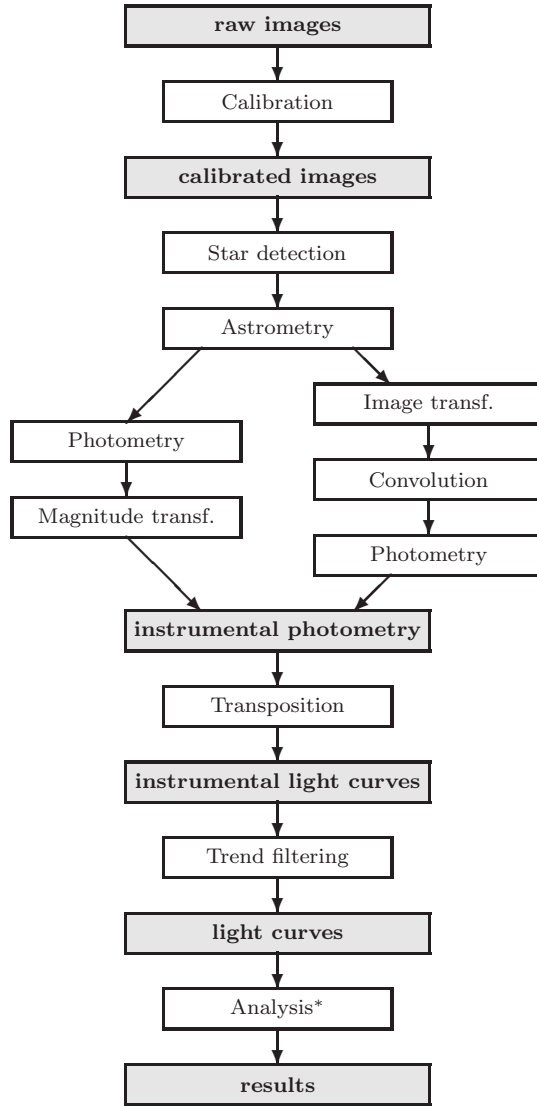 raw images
Calibration
calibrated images
Star detection
Astrometry
Image transf.
Photometry
Convolution
Magnitude transf.
Photometry
instrumental photometry
Transposition
instrumental light curves
Trend filtering
light curves
Analysis*
results